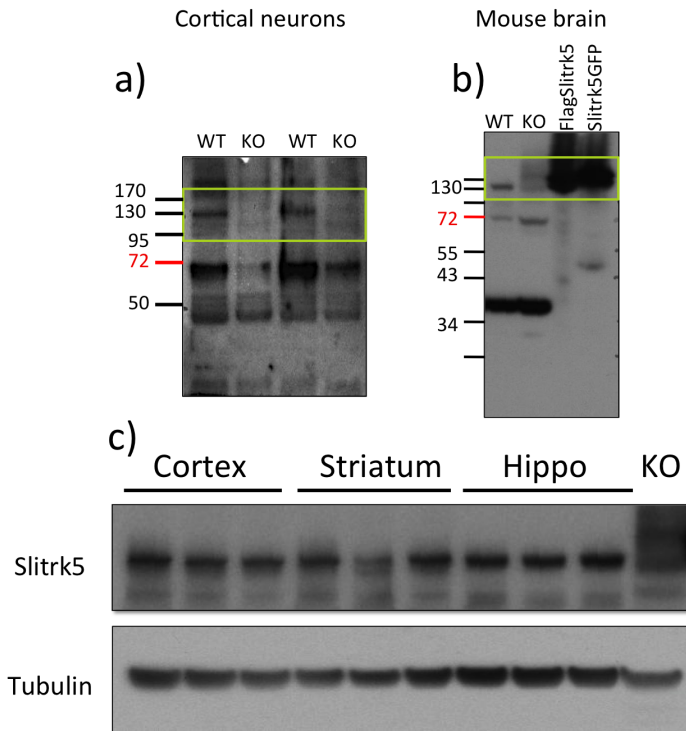 Cortical neurons
Mouse brain
a)
b)
WT KO WT KO
WT KO FlagSlitrk5 Slitrk5GFP
170
130
95
72
50
130
72
55
43
34
c)
Cortex Striatum Hippo KO
Slitrk5
Tubulin